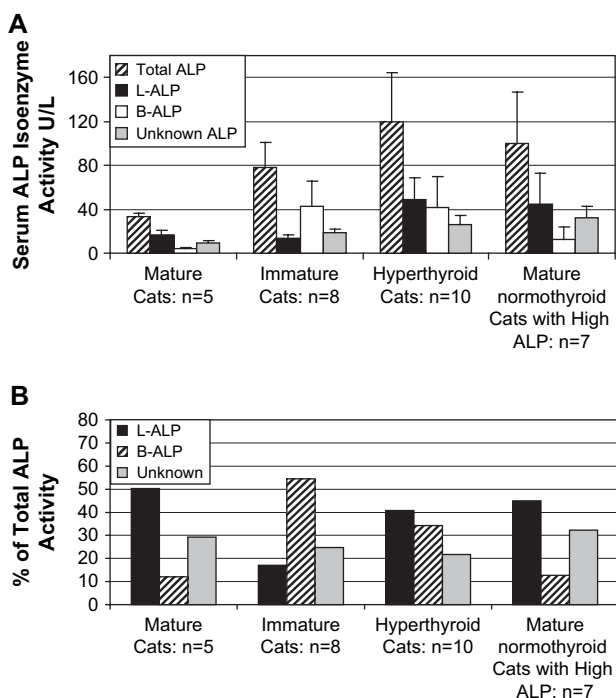 A
Serum ALP Isoenzyme
Activity U/L
160
120
80
40
0
Total ALP
L-ALP
B-ALP
Unknown ALP
Mature
Cats: n=5
Immature
Cats: n=8
Hyperthyroid
Cats: n=10
Mature
normothyroid
Cats with High
ALP: n=7
B
% of Total ALP
Activity
80
70
60
50
40
30
20
10
0
L-ALP
B-ALP
Unknown
Mature
Cats: n=5
Immature
Cats: n=8
Hyperthyroid
Cats: n=10
Mature
normothyroid
Cats with High
ALP: n=7